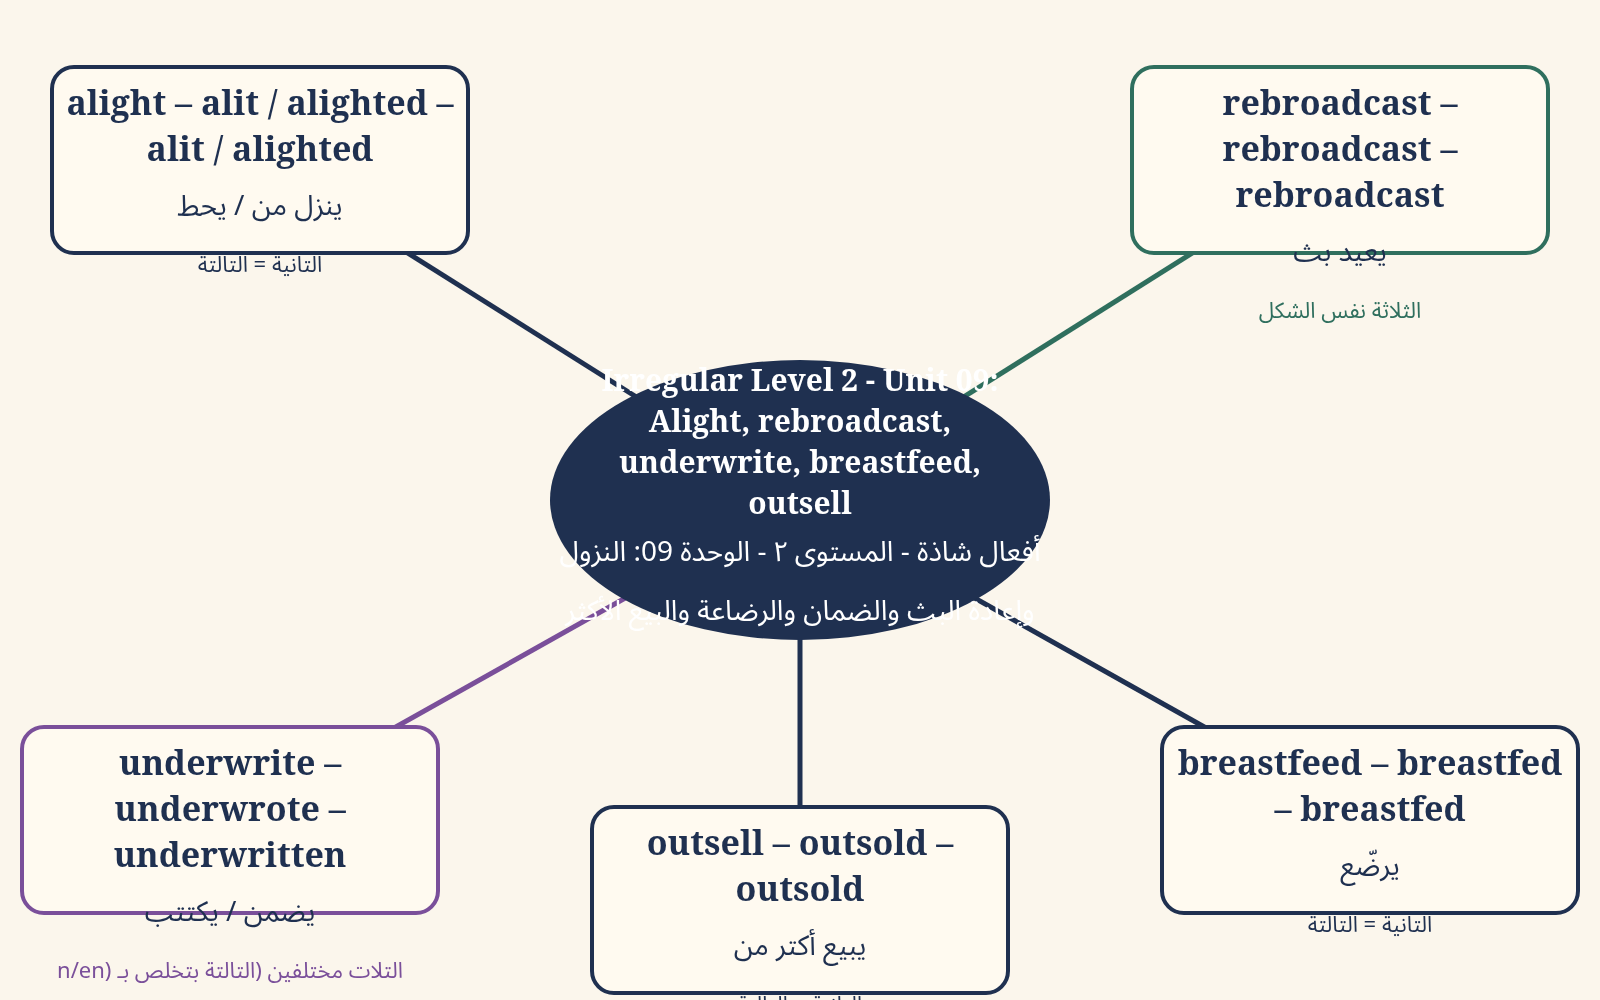 alight – alit / alighted –
alit / alighted
ينزل من / يحط
التانية = التالتة
rebroadcast –
rebroadcast –
rebroadcast
يعيد بث
الثلاثة نفس الشكل
Irregular Level 2 - Unit 09:
Alight, rebroadcast,
underwrite, breastfeed,
outsell
أفعال شاذة - المستوى ٢ - الوحدة 09: النزول
وإعادة البث والضمان والرضاعة والبيع الأكثر
underwrite –
underwrote –
underwritten
يضمن / يكتتب
التلات مختلفين (التالتة بتخلص بـ n/en)
outsell – outsold –
outsold
يبيع أكتر من
breastfeed – breastfed
– breastfed
يرضّع
التانية = التالتة